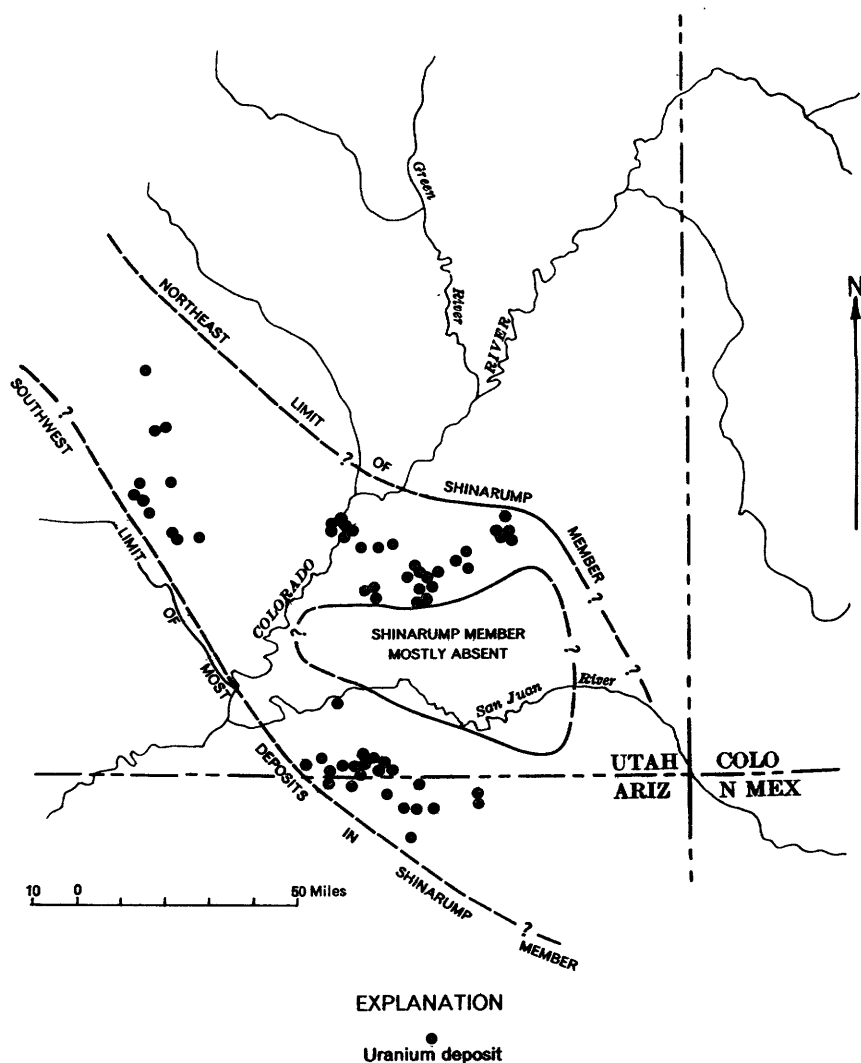 Green
River
N
RIVER
NORTHEAST
LIMIT
?
OF
SHINARUMP
MEMBER
?
?
SOUTHWEST
?
LIMIT
OF
MOST
DEPOSITS
IN
SHINARUMP
?
MEMBER
COLORADO
?
SHINARUMP MEMBER
MOSTLY ABSENT
?
San Juan
River
UTAH
COLO
ARIZ
N MEX
10 0 50 Miles
EXPLANATION
Uranium deposit